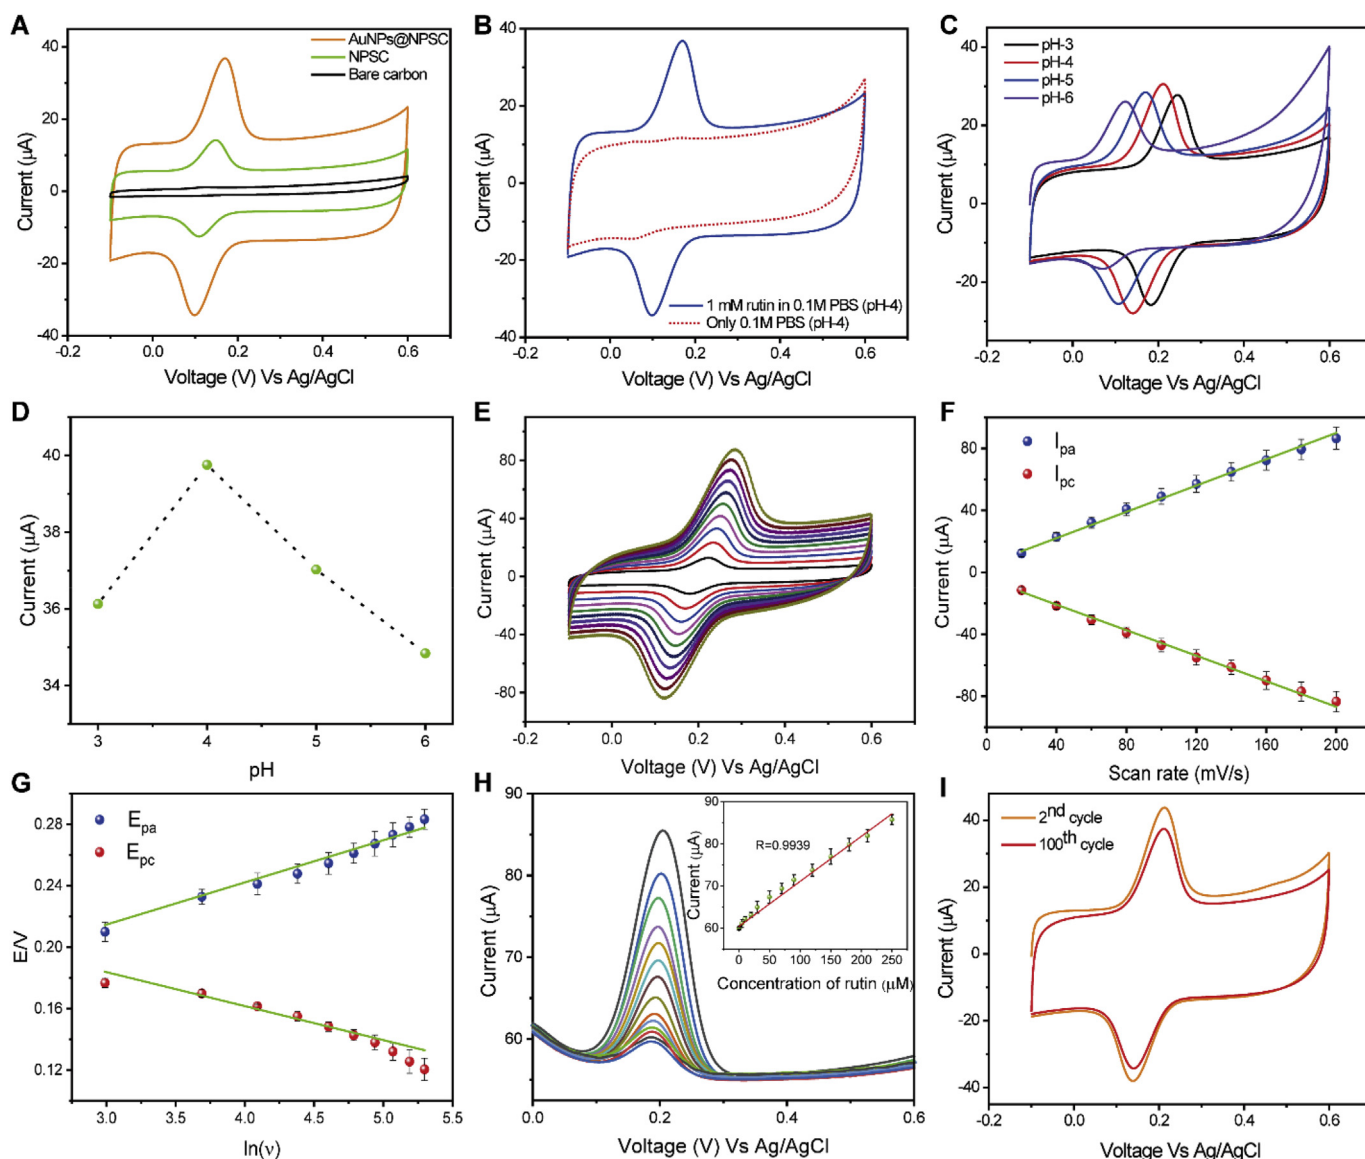 A
AuNPs@NPSC
NPSC
Bare carbon
40
20
0
-20
-40
-0.2
0.0
0.2
0.4
0.6
Current (µA)
Voltage (V) Vs Ag/AgCl
B
40
20
0
-20
-40
1 mM rutin in 0.1M PBS (pH-4)
Only 0.1M PBS (pH-4)
-0.2
0.0
0.2
0.4
0.6
Current (µA)
Voltage (V) Vs Ag/AgCl
C
pH-3
pH-4
pH-5
pH-6
40
20
0
-20
-40
0.0
0.2
0.4
0.6
Current (µA)
Voltage Vs Ag/AgCl
D
40
38
36
34
3
4
5
6
Current (µA)
pH
E
80
40
0
-40
-80
-0.2
0.0
0.2
0.4
0.6
Current (µA)
Voltage (V) Vs Ag/AgCl
F
Ipa
Ipc
80
40
0
-40
-80
0
40
80
120
160
200
Current (µA)
Scan rate (mV/s)
G
Epa
Epc
0.28
0.24
0.20
0.16
0.12
3.0
3.5
4.0
4.5
5.0
5.5
E/V
ln(ν)
H
90
80
70
60
0.0
0.2
0.4
0.6
Current (µA)
Voltage (V) Vs Ag/AgCl
90
80
70
60
R=0.9939
0
50
100
150
200
250
Current (µA)
Concentration of rutin (µM)
I
2nd cycle
100th cycle
40
20
0
-20
-40
0.0
0.2
0.4
0.6
Current (µA)
Voltage Vs Ag/AgCl